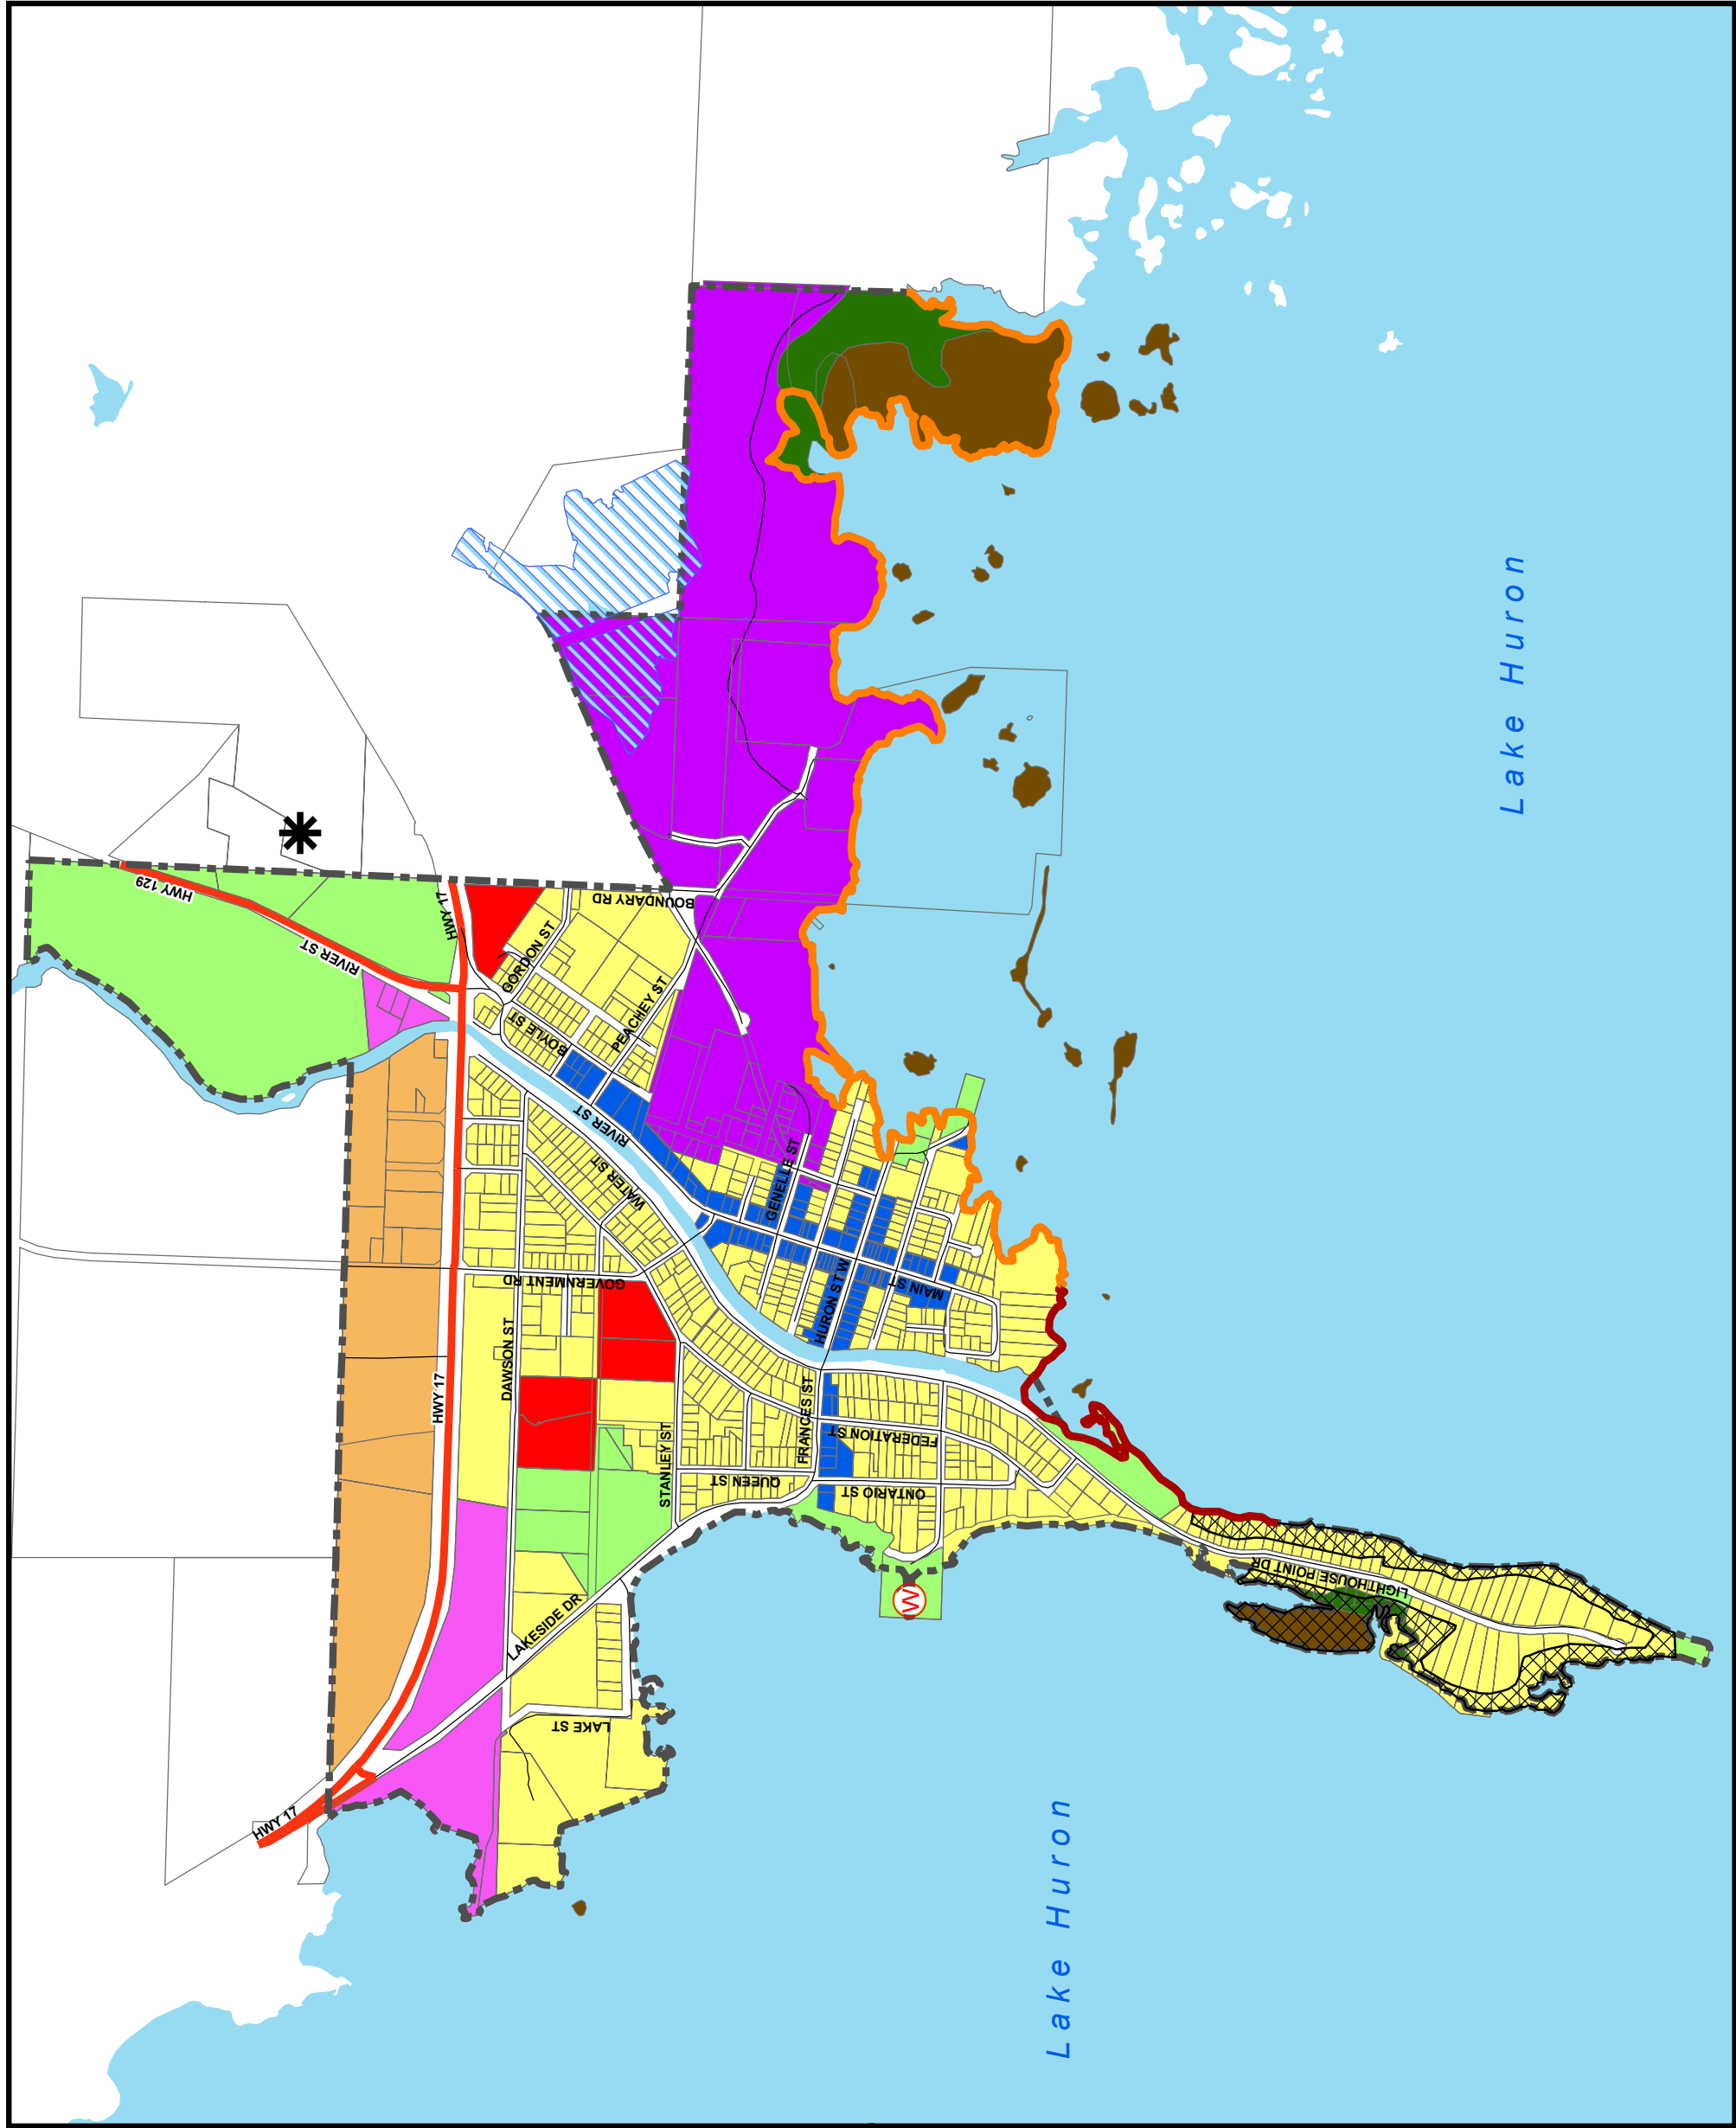 HWY 129
HWY 17
RIVER ST
BOUNDARY RD
GORDON ST
PEACHEY ST
BOYLE ST
RIVER ST
WATER ST
GENELLE ST
GOVERNMENT RD
MAIN ST
HURON ST W
DAWSON ST
HWY 17
STANLEY ST
FRANCES ST
FEDERATION ST
QUEEN ST
ONTARIO ST
LIGHTHOUSE POINT DR
W
LAKESIDE DR
LAKE ST
HWY 17
Lake Huron
Lake Huron